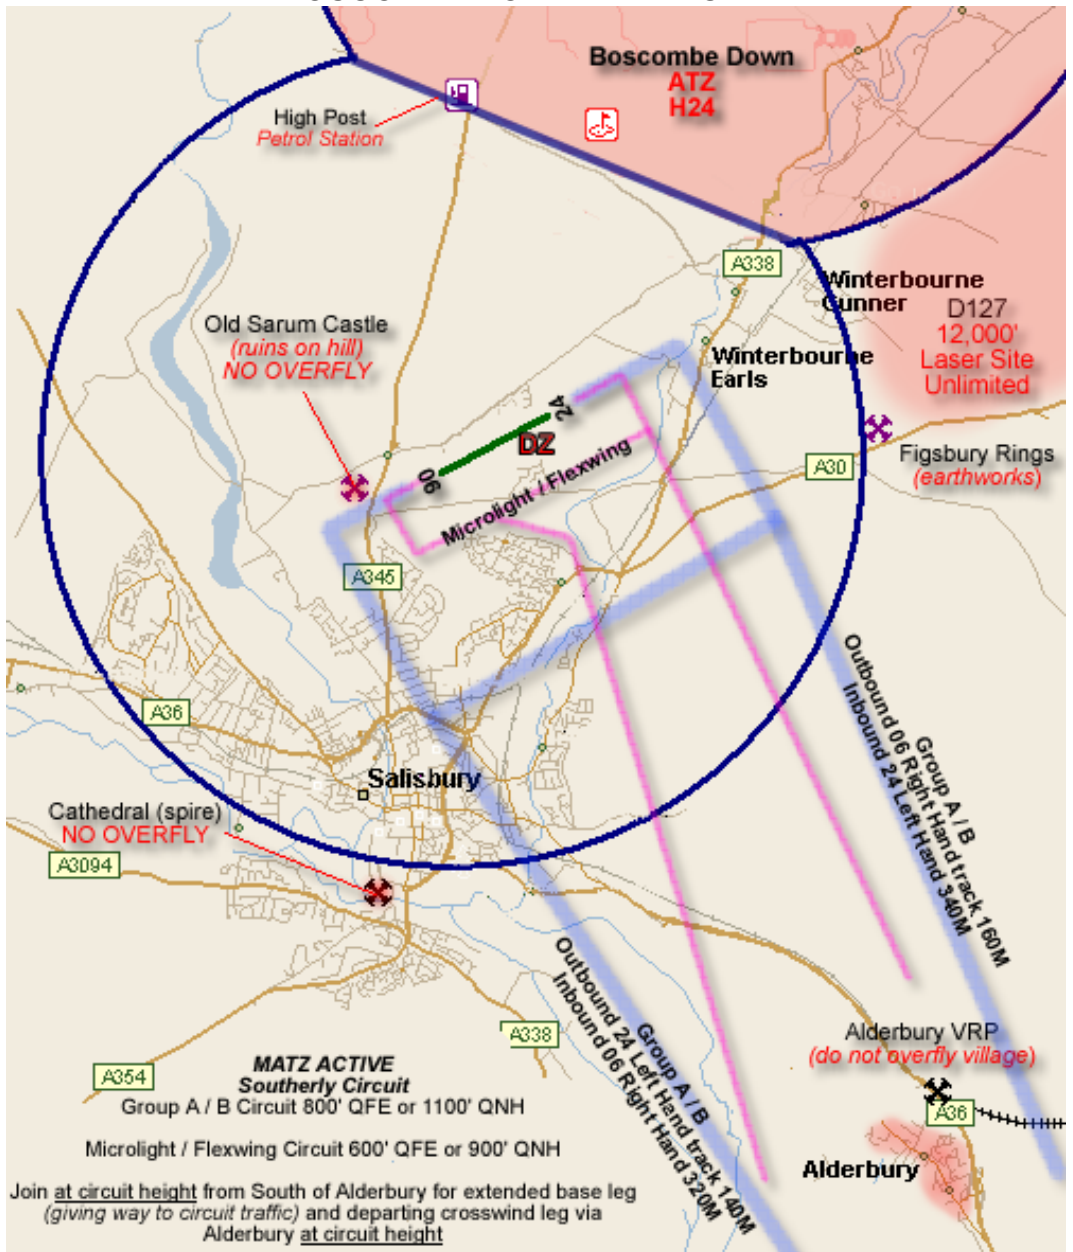 Boscombe Down
ATZ
H24
High Post
Petrol Station
A338
Winterbourne
Gunner
D127
12,000'
Laser Site
Unlimited
Old Sarum Castle
(ruins on hill)
NO OVERFLY
Winterbourne
Earls
24
DZ
06
Microlight / Flexwing
A30
Figsbury Rings
(earthworks)
A345
A36
Salisbury
Cathedral (spire)
NO OVERFLY
A3094
Group A / B
Outbound 06 Right Hand track 160M
Inbound 24 Left Hand 340M
Group A / B
Outbound 24 Left Hand track 140M
Inbound 06 Right Hand 320M
Alderbury VRP
(do not overfly village)
A338
A354
A36
Alderbury
MATZ ACTIVE
Southerly Circuit
Group A / B Circuit 800' QFE or 1100' QNH
Microlight / Flexwing Circuit 600' QFE or 900' QNH
Join at circuit height from South of Alderbury for extended base leg
(giving way to circuit traffic) and departing crosswind leg via
Alderbury at circuit height